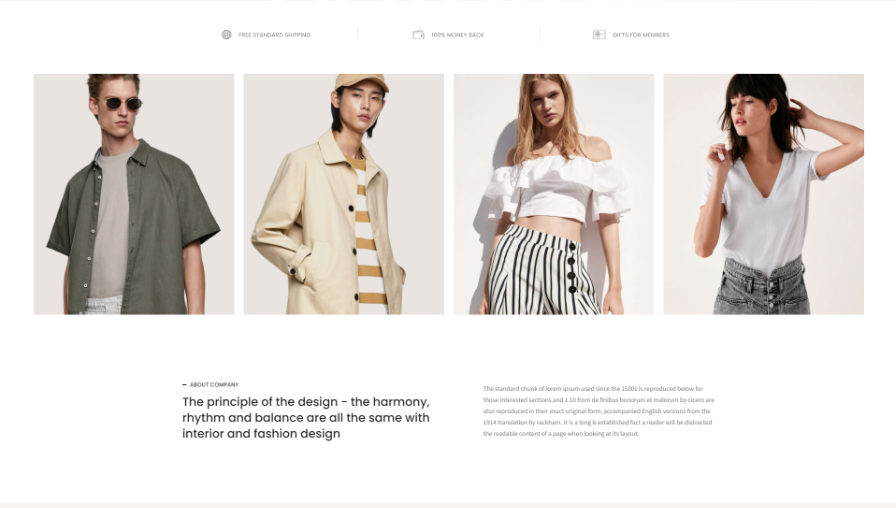 FREE STANDARD SHIPPING
100% MONEY BACK
GIFTS FOR MEMBERS
ABOUT COMPANY
The principle of the design - the harmony,
rhythm and balance are all the same with
interior and fashion design
The standard chunk of lorem ipsum used since the 1500s is reproduced below for
those interested sections and 1.10 from de finibus bonorum et malorum by cicero are
also reproduced in their exact original form, accompanied English versions from the
1914 translation by rackham. It is a long & established fact a reader will be distracted
the readable content of a page when looking at its layout.